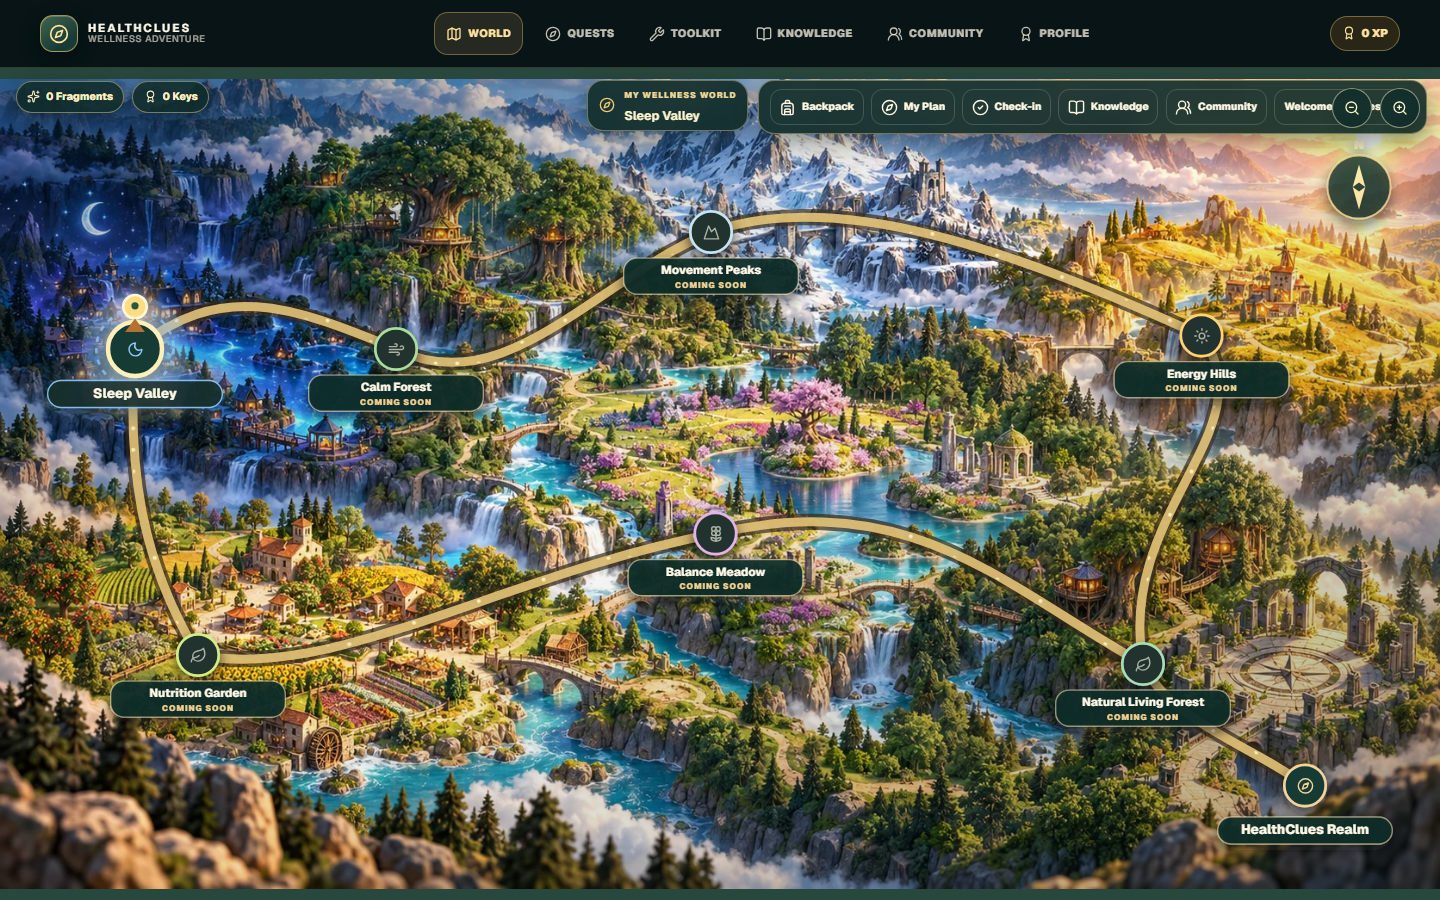 HEALTHCLUES
WELLNESS ADVENTURE
WORLD
QUESTS
TOOLKIT
KNOWLEDGE
COMMUNITY
PROFILE
0 XP
0 Fragments
0 Keys
MY WELLNESS WORLD
Sleep Valley
Backpack
My Plan
Check-in
Knowledge
Community
Welcome
Movement Peaks
COMING SOON
Calm Forest
COMING SOON
Energy Hills
COMING SOON
Sleep Valley
Balance Meadow
COMING SOON
Nutrition Garden
COMING SOON
Natural Living Forest
COMING SOON
HealthClues Realm